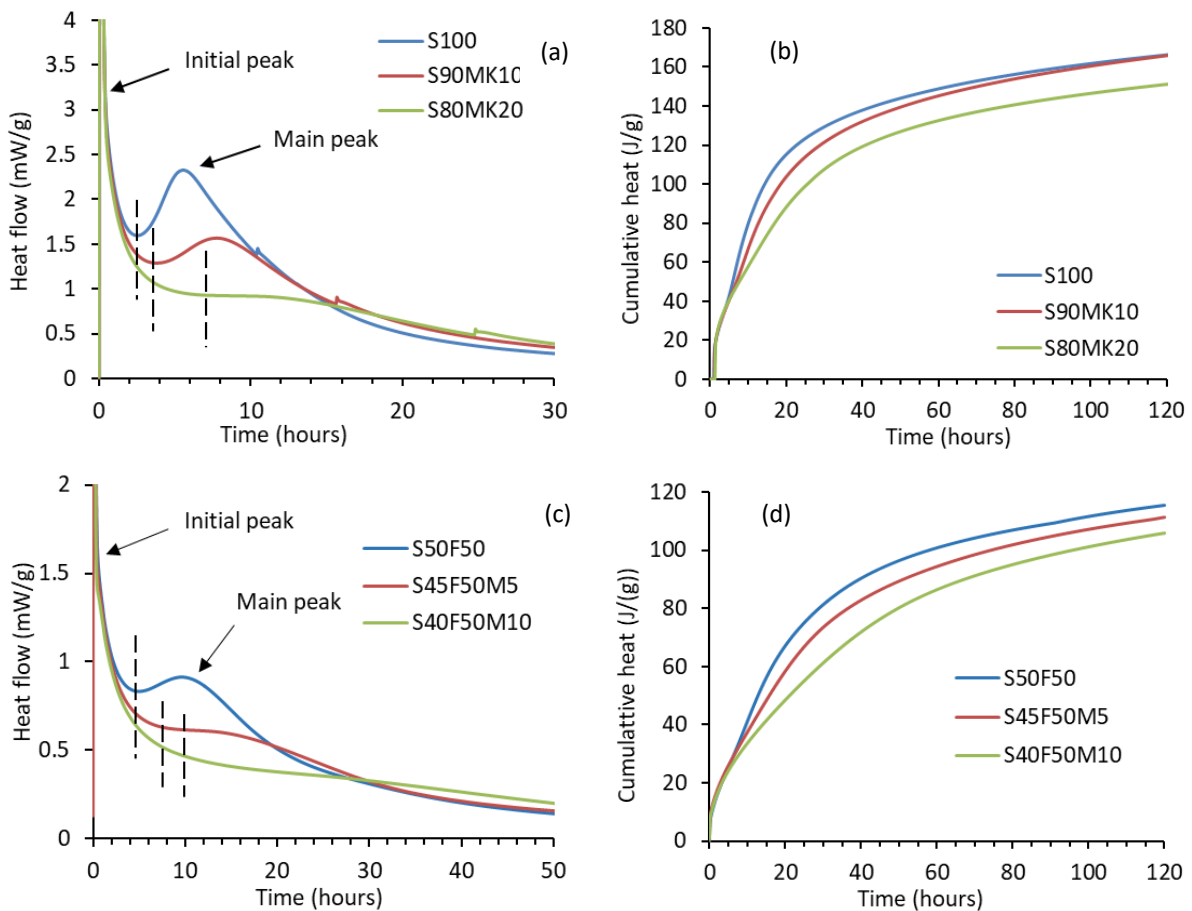 4
3.5
3
2.5
2
1.5
1
0.5
0
Heat flow (mW/g)
Initial peak
Main peak
S100
S90MK10
S80MK20
(a)
0 10 20 30
Time (hours)
180
160
140
120
100
80
60
40
20
0
Cumulative heat (J/g)
(b)
S100
S90MK10
S80MK20
0 20 40 60 80 100 120
Time (hours)
2
1.5
1
0.5
0
Heat flow (mW/g)
Initial peak
Main peak
(c)
S50F50
S45F50M5
S40F50M10
0 10 20 30 40 50
Time (hours)
120
100
80
60
40
20
0
Cumulattive heat (J/(g))
(d)
S50F50
S45F50M5
S40F50M10
0 20 40 60 80 100 120
Time (hours)